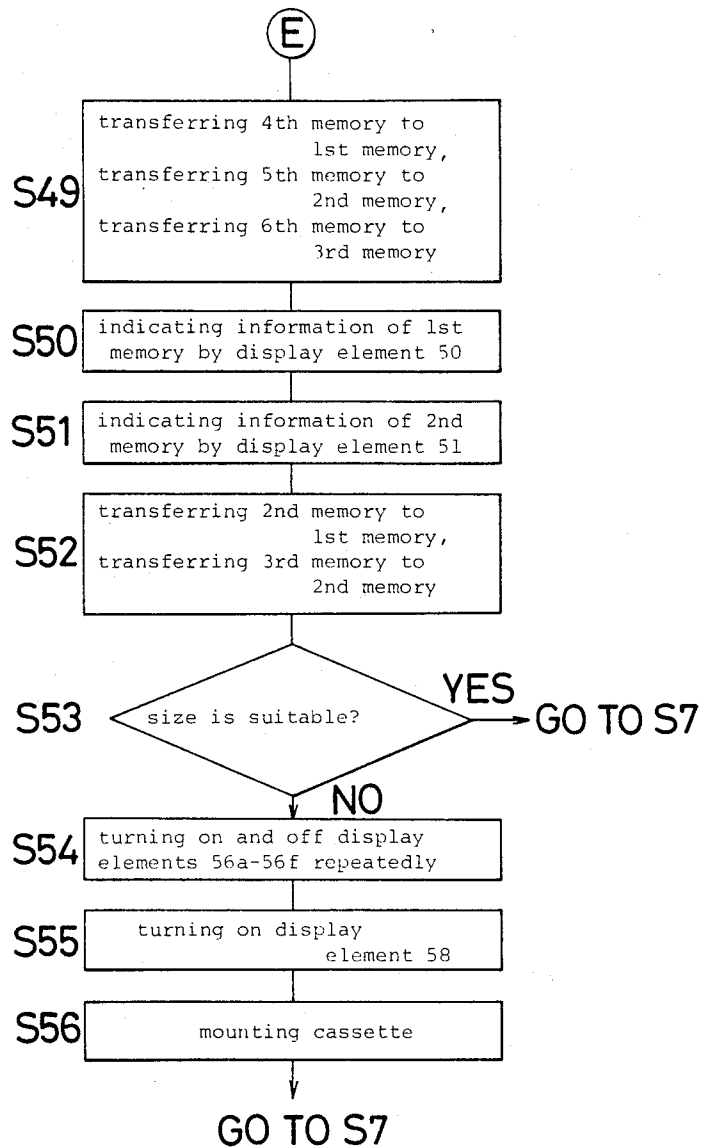 E
S49
transferring 4th memory to
1st memory,
transferring 5th memory to
2nd memory,
transferring 6th memory to
3rd memory
S50
indicating information of 1st
memory by display element 50
S51
indicating information of 2nd
memory by display element 51
S52
transferring 2nd memory to
1st memory,
transferring 3rd memory to
2nd memory
S53
size is suitable?
YES
GO TO S7
NO
S54
turning on and off display
elements 56a-56f repeatedly
S55
turning on display
element 58
S56
mounting cassette
GO TO S7